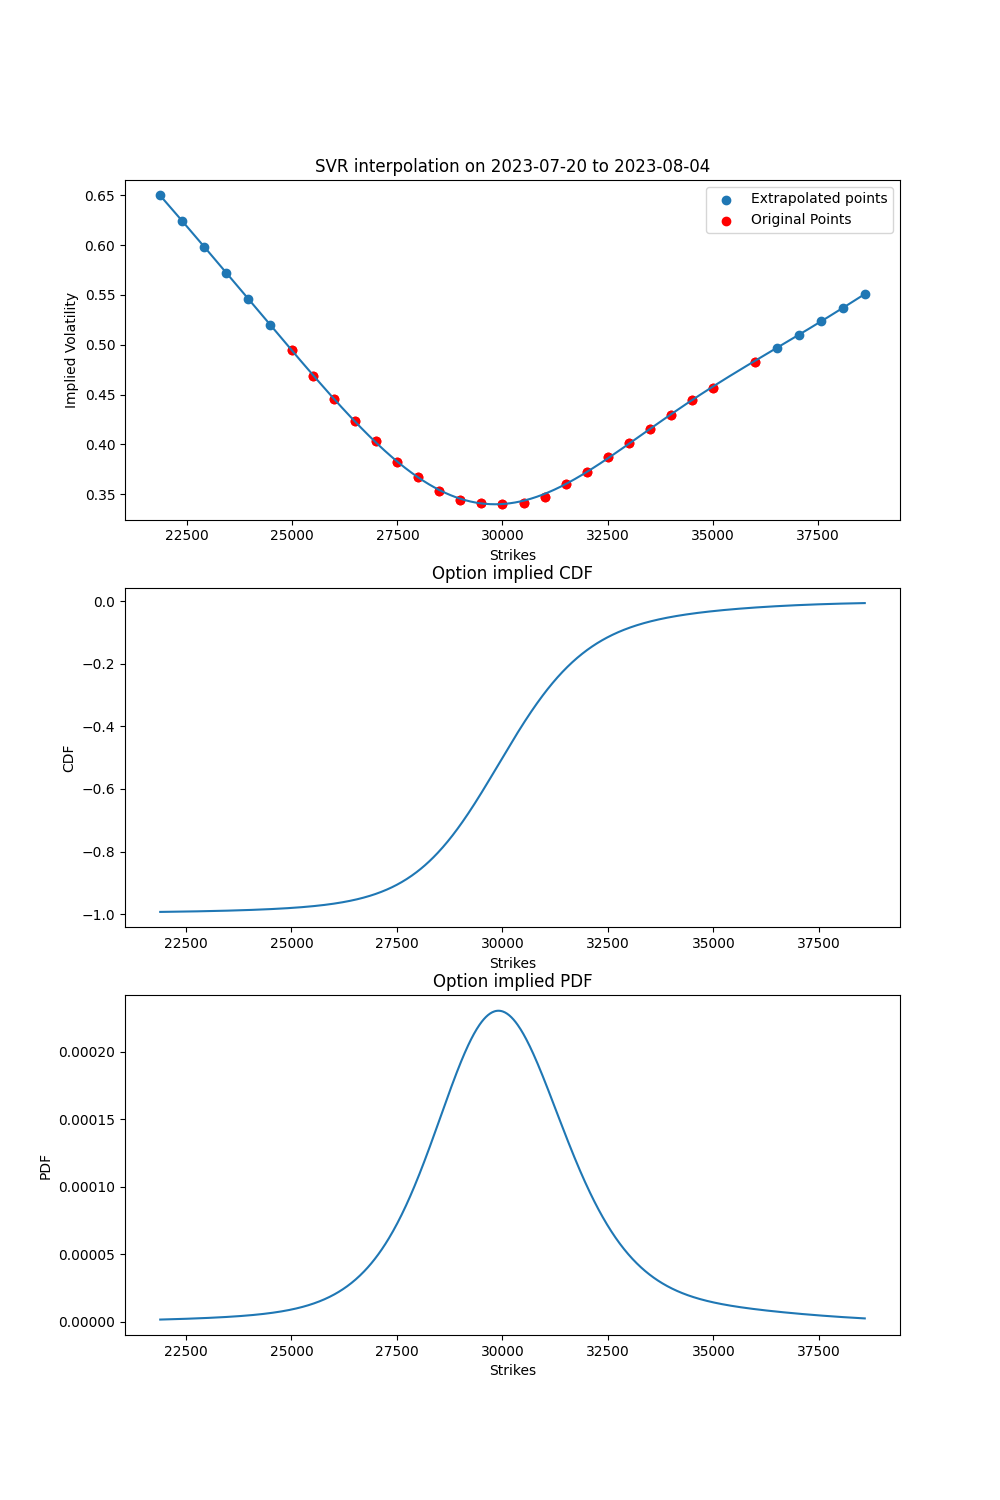 SVR interpolation on 2023-07-20 to 2023-08-04
Extrapolated points
Original Points
0.65
0.60
0.55
0.50
0.45
0.40
0.35
Implied Volatility
22500 25000 27500 30000 32500 35000 37500
Strikes
Option implied CDF
0.0
−0.2
−0.4
−0.6
−0.8
−1.0
CDF
22500 25000 27500 30000 32500 35000 37500
Strikes
Option implied PDF
0.00020
0.00015
0.00010
0.00005
0.00000
PDF
22500 25000 27500 30000 32500 35000 37500
Strikes